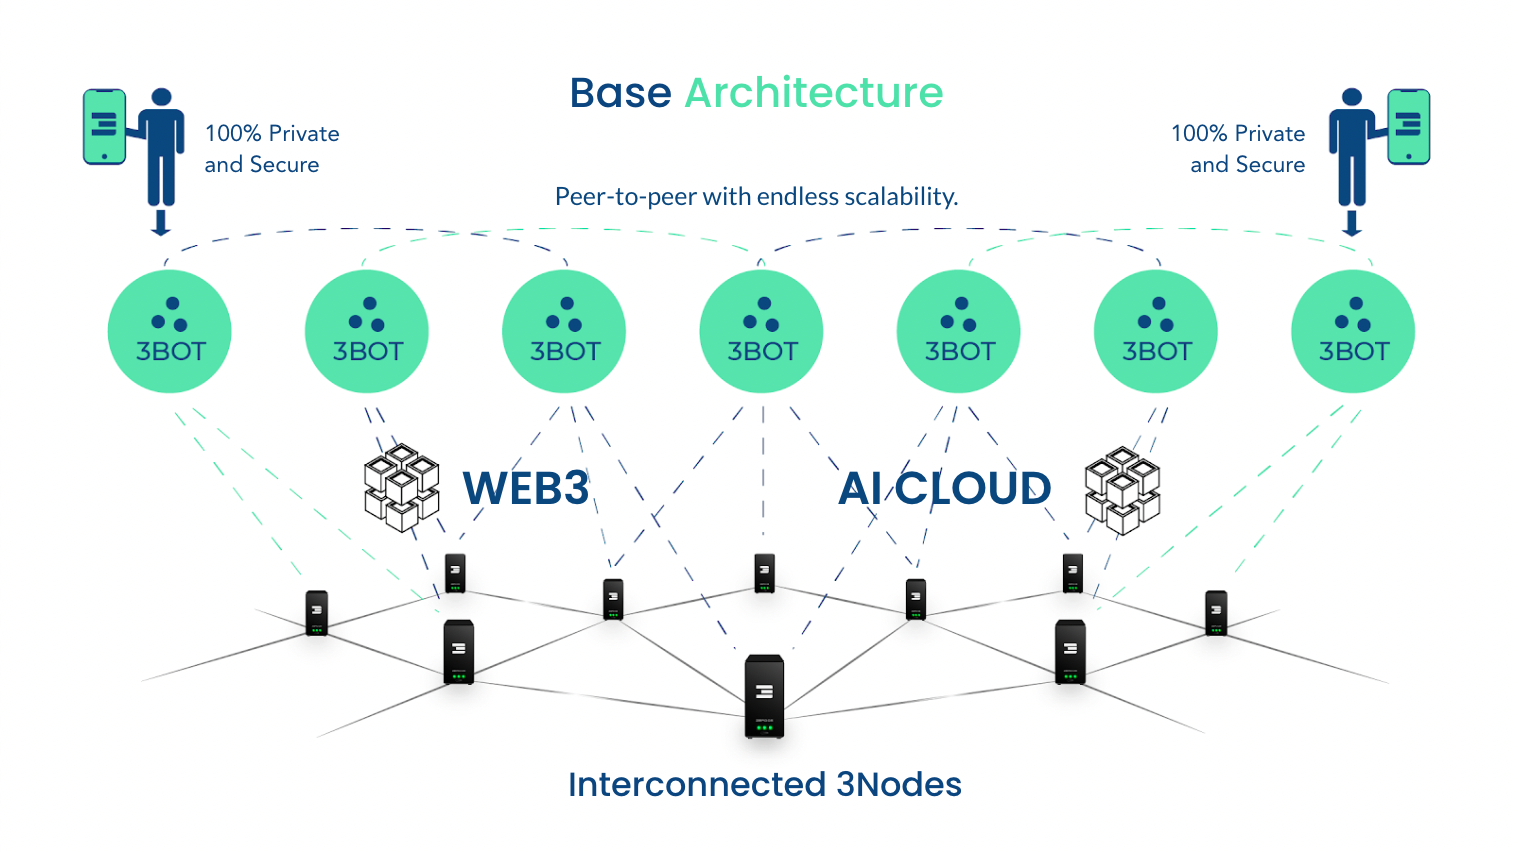 Base Architecture
100% Private
and Secure
100% Private
and Secure
Peer-to-peer with endless scalability.
3BOT
3BOT
3BOT
3BOT
3BOT
3BOT
3BOT
WEB3
AI CLOUD
Interconnected 3Nodes